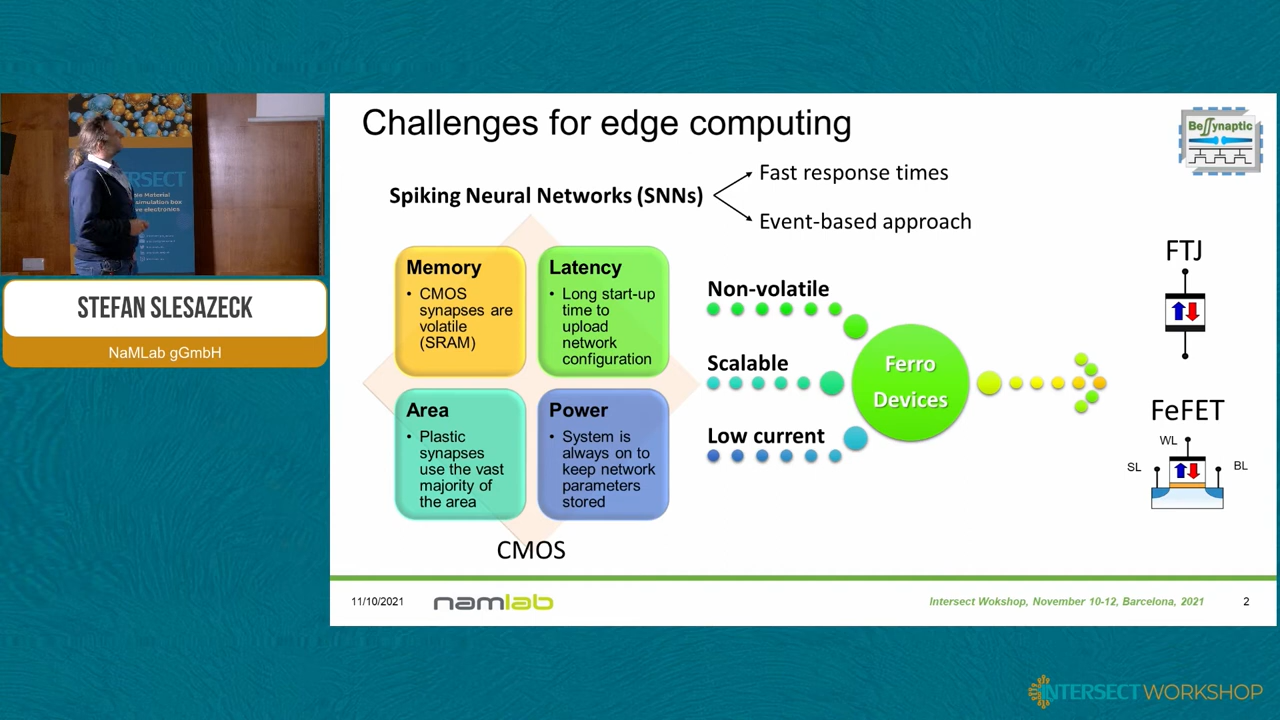 Challenges for edge computing
Be∫∫ynaptic
Spiking Neural Networks (SNNs)
Fast response times
Event-based approach
Memory
• CMOS
synapses are
volatile
(SRAM)
Latency
• Long start-up
time to
upload
network
configuration
Area
• Plastic
synapses
use the vast
majority of
the area
Power
• System is
always on to
keep network
parameters
stored
CMOS
Non-volatile
Scalable
Low current
Ferro
Devices
FTJ
FeFET
WL
SL
BL
11/10/2021
namlab
Intersect Wokshop, November 10-12, Barcelona, 2021
2
STEFAN SLESAZECK
NaMLab gGmbH
INTERSECT WORKSHOP